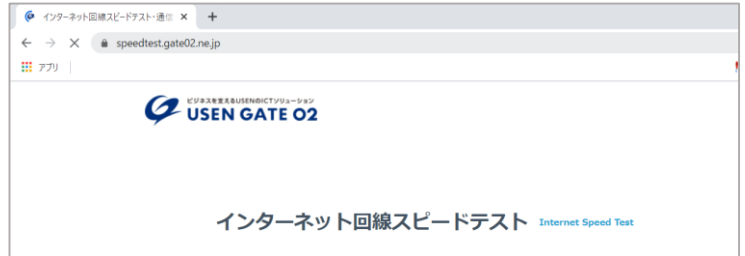 インターネット回線スピードテスト・通信
speedtest.gate02.ne.jp
アプリ
ビジネスを変えるUSENのICTソリューション
USEN GATE 02
インターネット回線スピードテスト Internet Speed Test